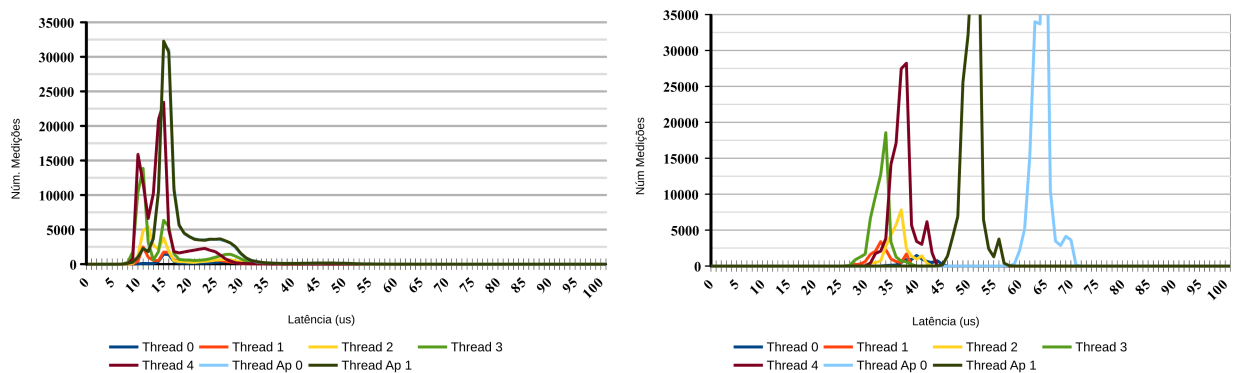 35000
30000
25000
20000
15000
10000
5000
0
Núm. Medições
0 5 10 15 20 25 30 35 40 45 50 55 60 65 70 75 80 85 90 95 100
Latência (us)
Thread 0 Thread 1 Thread 2 Thread 3
Thread 4 Thread Ap 0 Thread Ap 1
35000
30000
25000
20000
15000
10000
5000
0
Núm Medições
0 5 10 15 20 25 30 35 40 45 50 55 60 65 70 75 80 85 90 95 100
Latência (us)
Thread 0 Thread 1 Thread 2 Thread 3
Thread 4 Thread Ap 0 Thread Ap 1